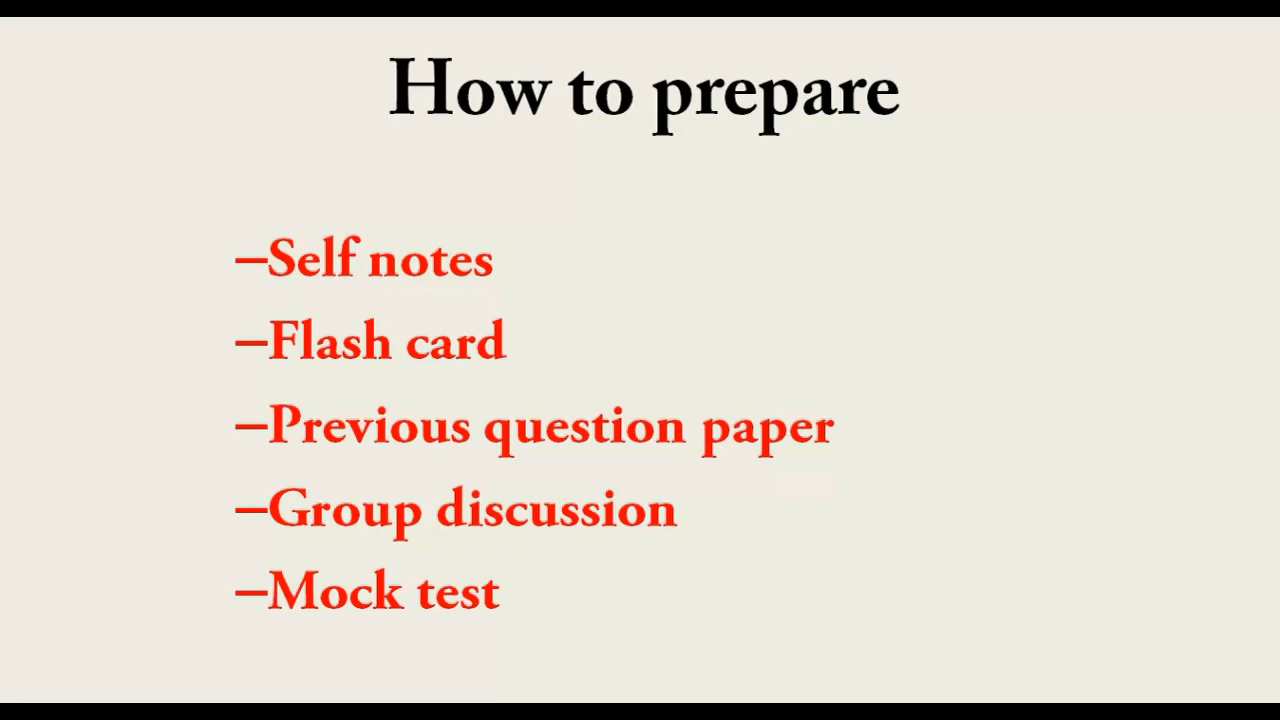 How to prepare
–Self notes
–Flash card
–Previous question paper
–Group discussion
–Mock test